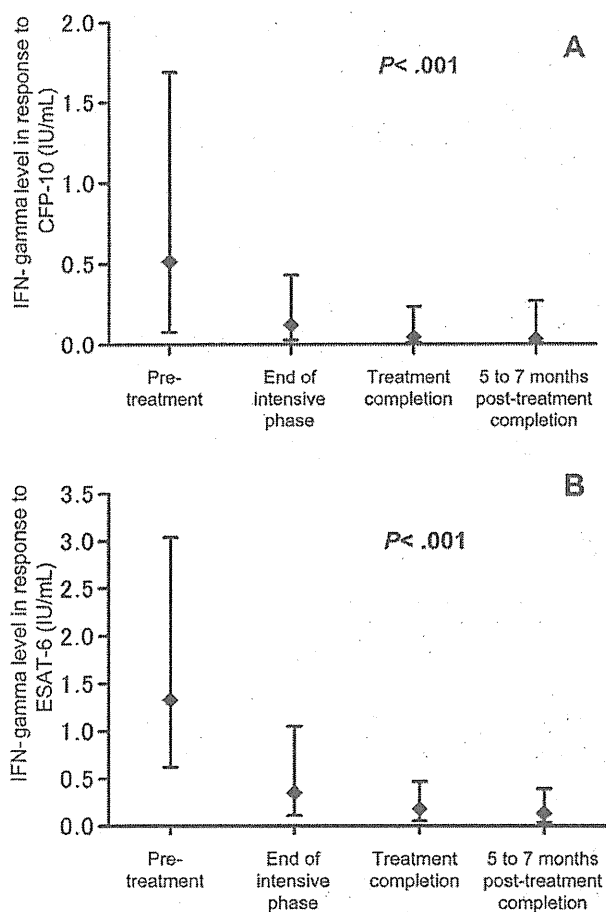 A
P< .001
IFN-gamma level in response to
CFP-10 (IU/mL)
2.0
1.5
1.0
0.5
0.0
Pre-
treatment
End of
intensive
phase
Treatment
completion
5 to 7 months
post-treatment
completion
B
P< .001
IFN-gamma level in response to
ESAT-6 (IU/mL)
3.5
3.0
2.5
2.0
1.5
1.0
0.5
0.0
Pre-
treatment
End of
intensive
phase
Treatment
completion
5 to 7 months
post-treatment
completion